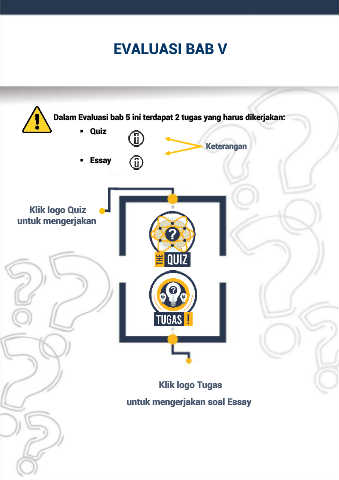 EVALUASI BAB V
Dalam Evaluasi bab 5 ini terdapat 2 tugas yang harus dikerjakan:
• Quiz
Keterangan
• Essay
Klik logo Quiz
untuk mengerjakan
THE QUIZ
TUGAS !
Klik logo Tugas
untuk mengerjakan soal Essay